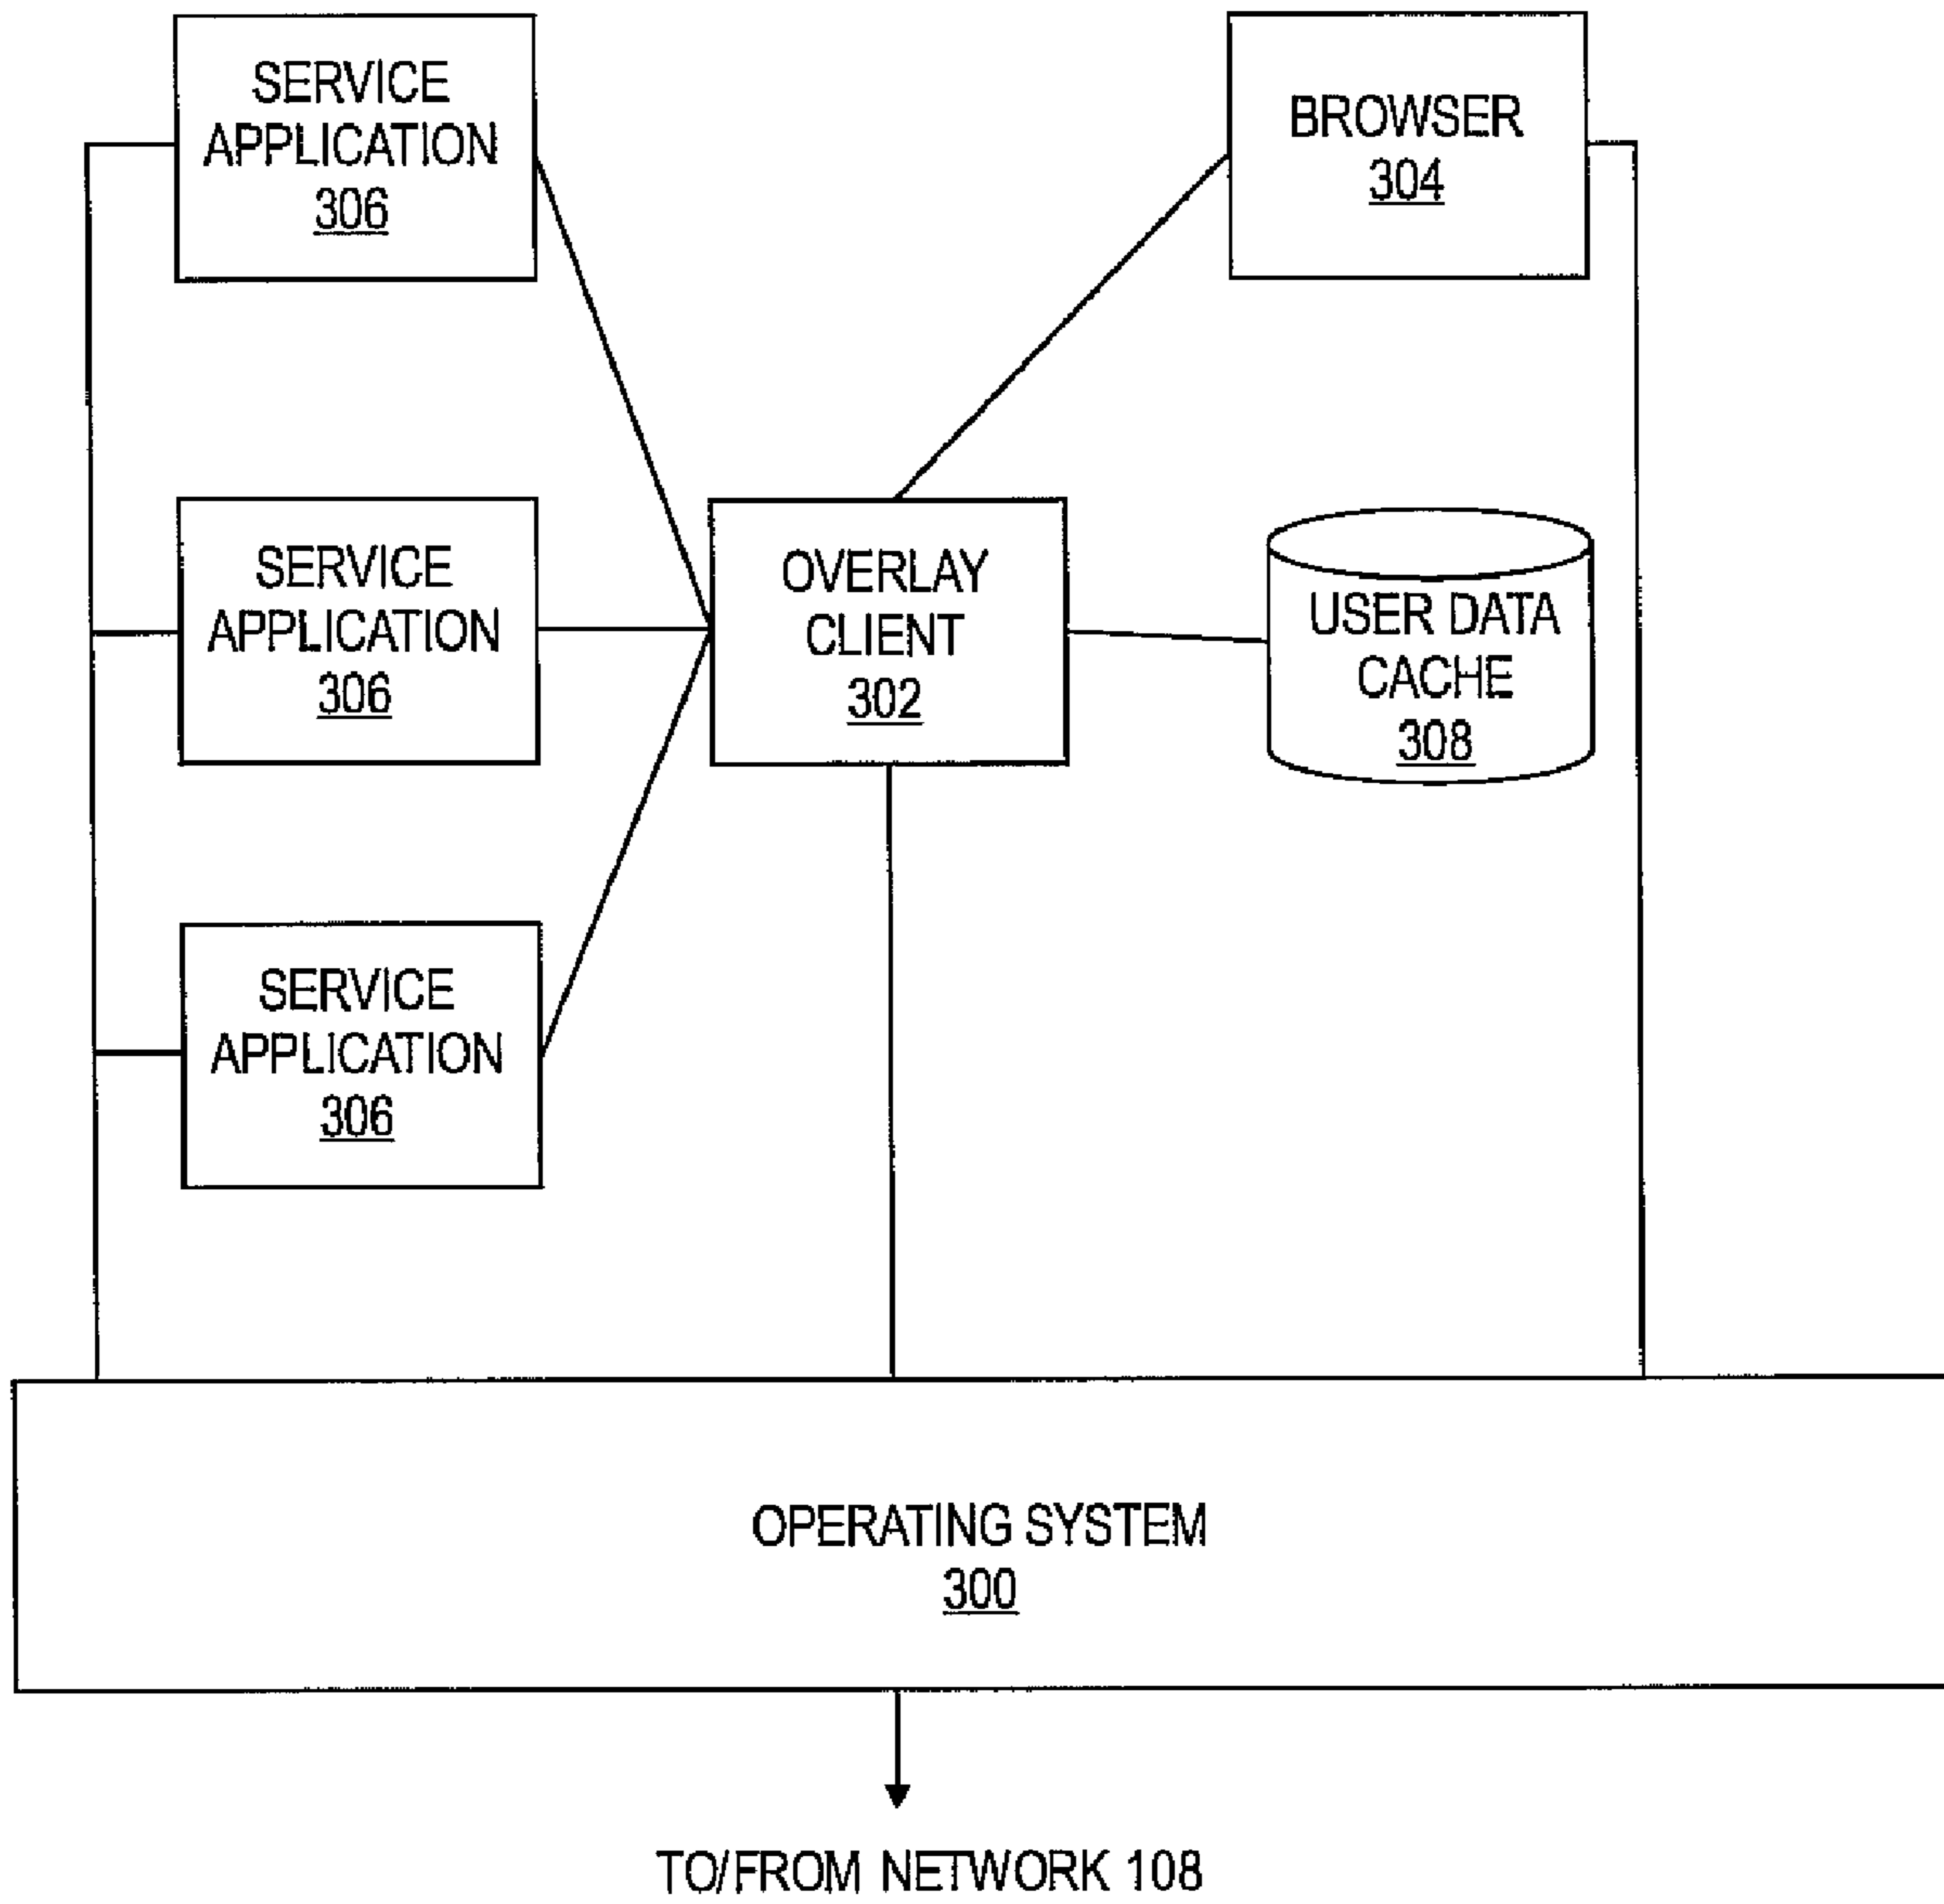 SERVICE
APPLICATION
306
BROWSER
304
SERVICE
APPLICATION
306
OVERLAY
CLIENT
302
USER DATA
CACHE
308
SERVICE
APPLICATION
306
OPERATING SYSTEM
300
TO/FROM NETWORK 108